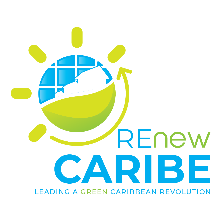 REnew
CARIBE
LEADING A GREEN CARIBBEAN REVOLUTION